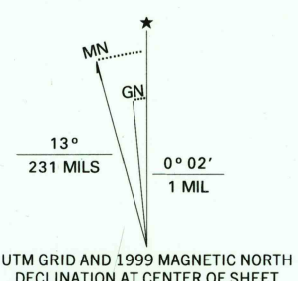 MN
GN
13°
231 MILS
0° 02′
1 MIL
UTM GRID AND 1999 MAGNETIC NORTH
DECLINATION AT CENTER OF SHEET